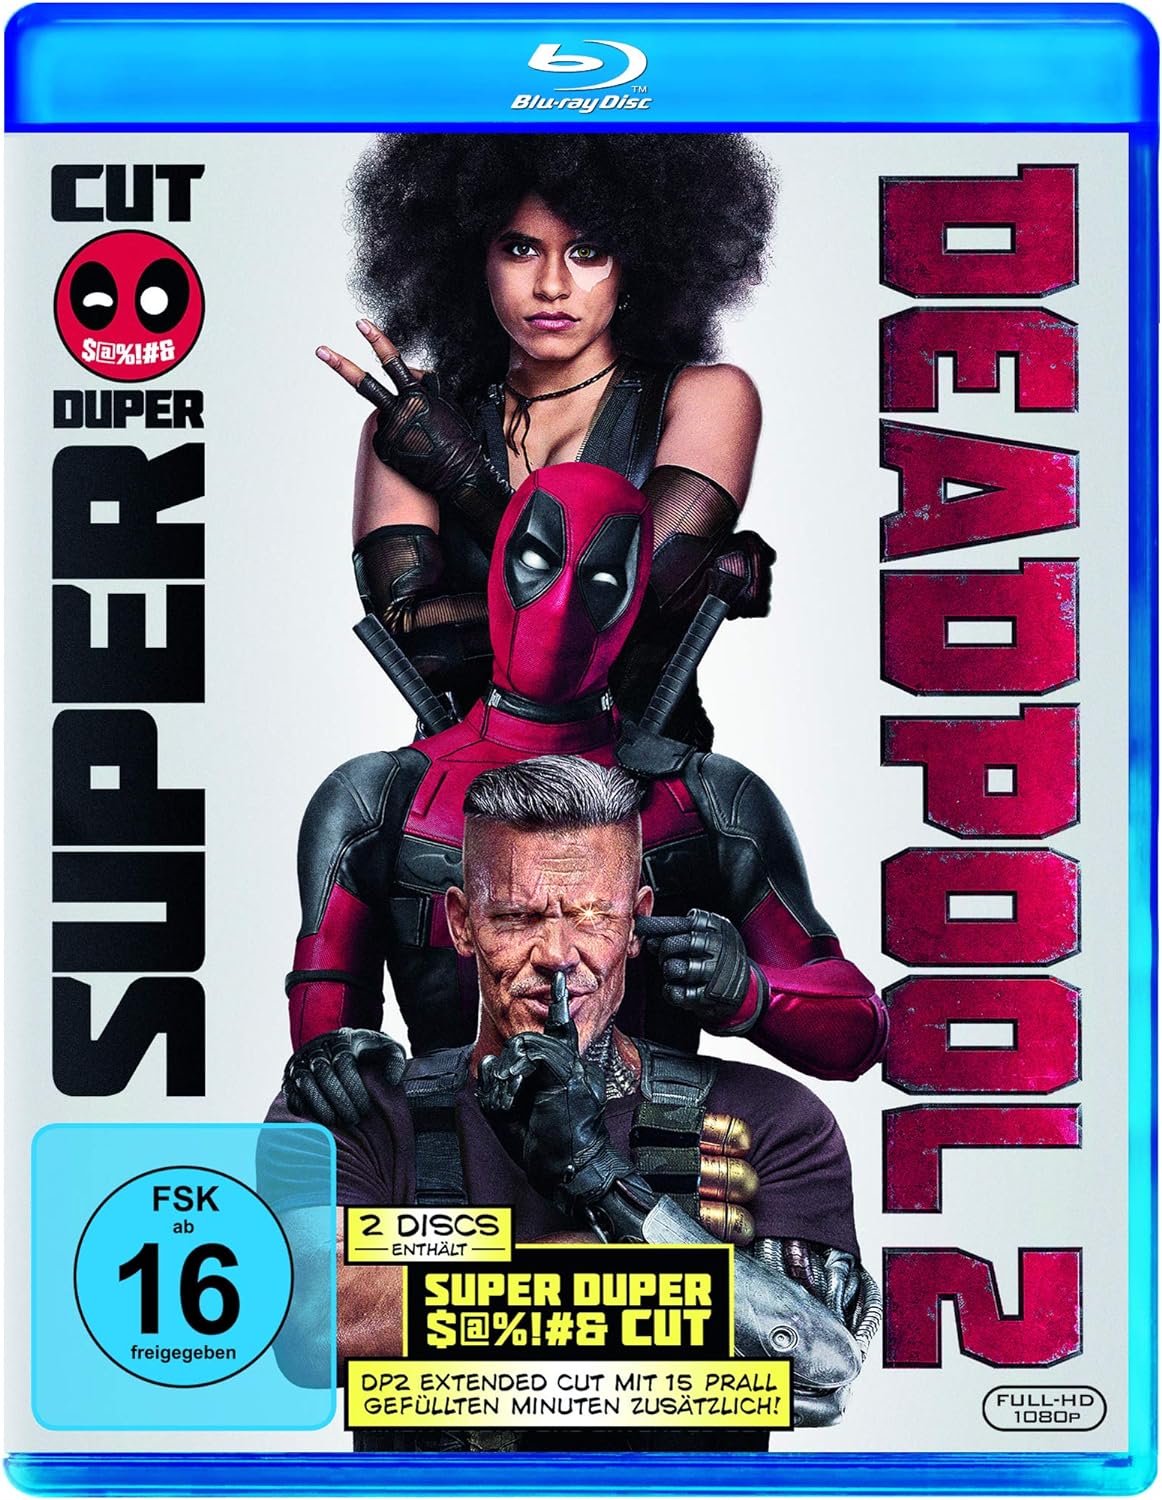 Blu-ray Disc™
CUT
$@%!#&
DUPER
SUPER
DEADPOOL 2
FSK
ab
16
freigegeben
2 DISCS
ENTHÄLT
SUPER DUPER
$@%!#& CUT
DP2 EXTENDED CUT MIT 15 PRALL
GEFÜLLTEN MINUTEN ZUSÄTZLICH!
FULL-HD
1080P